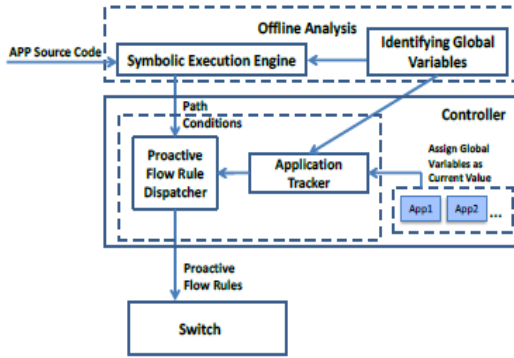 Offline Analysis
APP Source Code
Symbolic Execution Engine
Identifying Global
Variables
Path
Conditions
Controller
Proactive
Flow Rule
Dispatcher
Application
Tracker
Assign Global
Variables as
Current Value
App1
App2
...
Proactive
Flow Rules
Switch